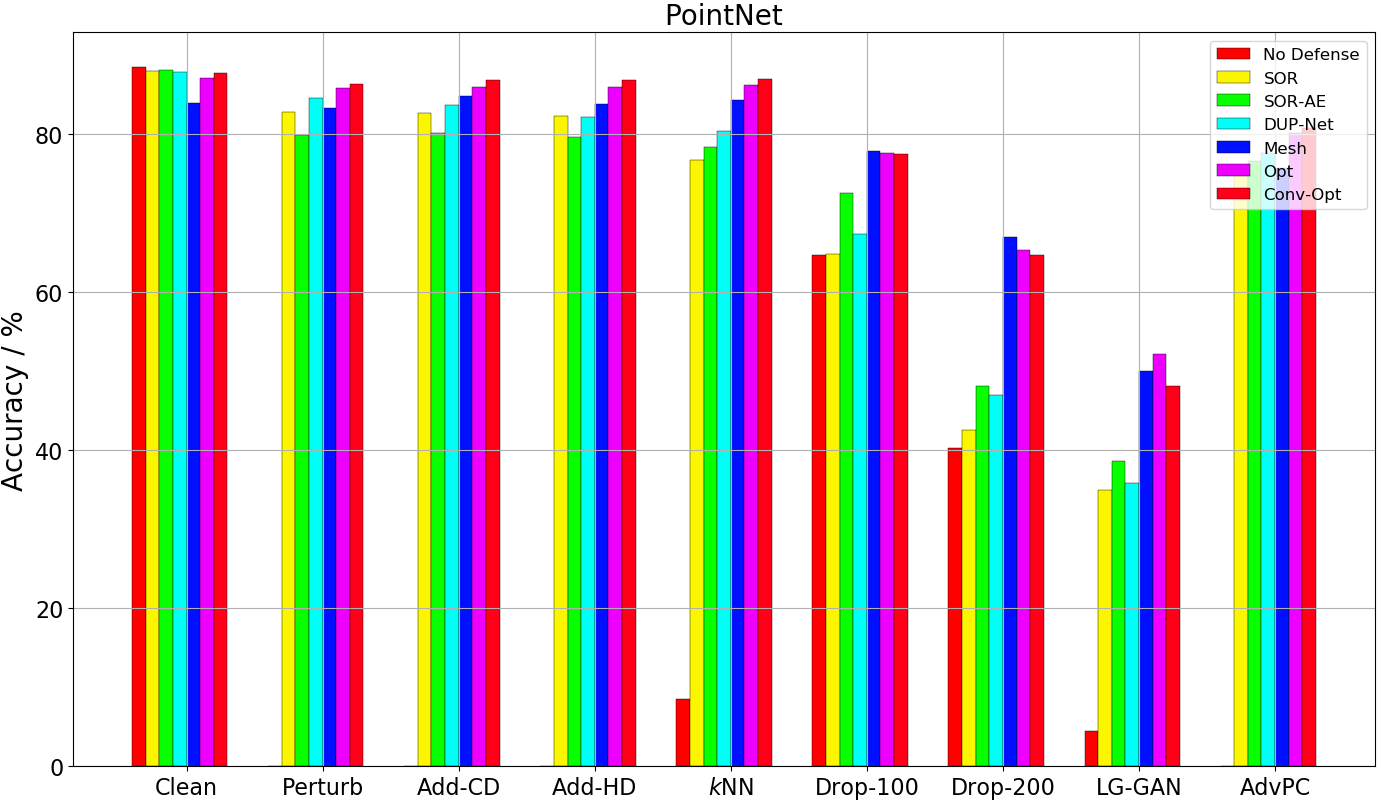 PointNet
Accuracy / %
80
60
40
20
0
No Defense
SOR
SOR-AE
DUP-Net
Mesh
Opt
Conv-Opt
Clean Perturb Add-CD Add-HD kNN Drop-100 Drop-200 LG-GAN AdvPC